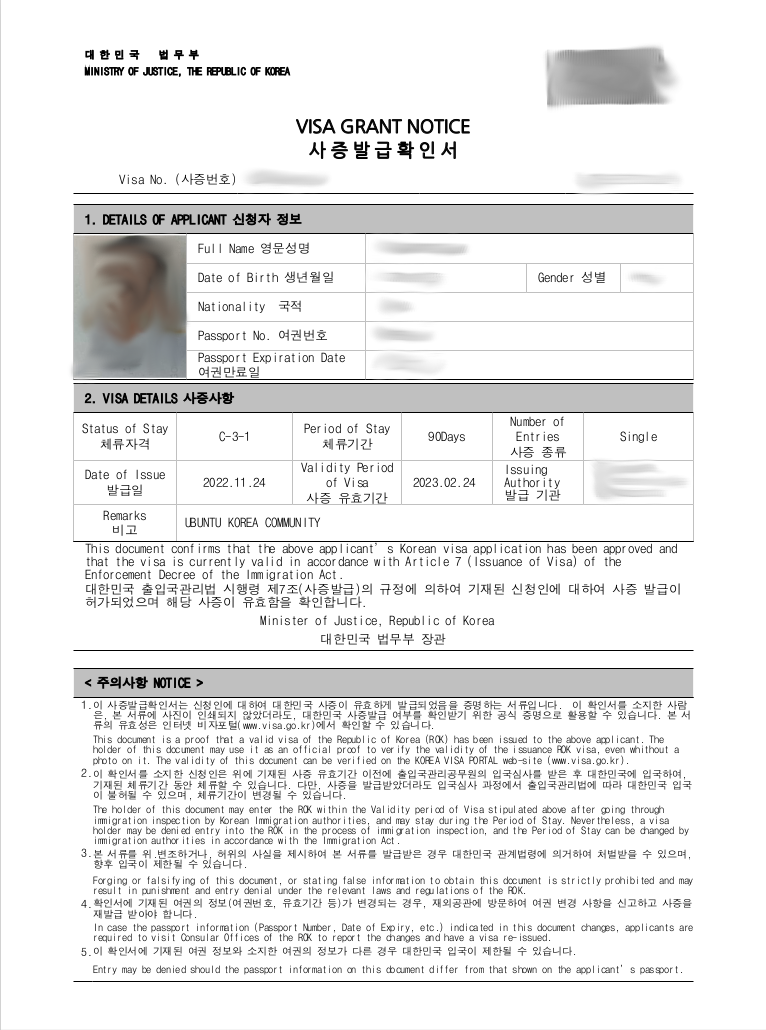 대한민국 법무부
MINISTRY OF JUSTICE, THE REPUBLIC OF KOREA
VISA GRANT NOTICE
사증발급확인서
Visa No. (사증번호)
1. DETAILS OF APPLICANT 신청자 정보
Full Name 영문성명
Date of Birth 생년월일 Gender 성별
Nationality 국적
Passport No. 여권번호
Passport Expiration Date
여권만료일
2. VISA DETAILS 사증사항
Status of Stay
체류자격
C-3-1
Period of Stay
체류기간
90Days
Number of
Entries
사증 종류
Single
Date of Issue
발급일
2022.11.24
Validity Period
of Visa
사증 유효기간
2023.02.24
Issuing
Authority
발급 기관
Remarks
비고
UBUNTU KOREA COMMUNITY
This document confirms that the above applicant's Korean visa application has been approved and
that the visa is currently valid in accordance with Article 7 (Issuance of Visa) of the
Enforcement Decree of the Immigration Act.
대한민국 출입국관리법 시행령 제7조(사증발급)의 규정에 의하여 기재된 신청인에 대하여 사증 발급이
허가되었으며 해당 사증이 유효함을 확인합니다.
Minister of Justice, Republic of Korea
대한민국 법무부 장관
< 주의사항 NOTICE >
1.이 사증발급확인서는 신청인에 대하여 대한민국 사증이 유효하게 발급되었음을 증명하는 서류입니다. 이 확인서를 소지한 사람
은, 본 서류에 사진이 인쇄되지 않았더라도, 대한민국 사증발급 여부를 확인받기 위한 공식 증명으로 활용할 수 있습니다. 본 서
류의 유효성은 인터넷 비자포털(www.visa.go.kr)에서 확인할 수 있습니다.
This document is a proof that a valid visa of the Republic of Korea (ROK) has been issued to the above applicant. The
holder of this document may use it as an official proof to verify the validity of the issuance ROK visa, even whithout a
photo on it. The validity of this document can be verified on the KOREA VISA PORTAL web-site (www.visa.go.kr).
2.이 확인서를 소지한 신청인은 위에 기재된 사증 유효기간 이전에 출입국관리공무원의 입국심사를 받은 후 대한민국에 입국하여,
기재된 체류기간 동안 체류할 수 있습니다. 다만, 사증을 발급받았더라도 입국심사 과정에서 출입국관리법에 따라 대한민국 입국
이 불허될 수 있으며, 체류기간이 변경될 수 있습니다.
The holder of this document may enter the ROK within the Validity period of Visa stipulated above after going through
immigration inspection by Korean Immigration authorities, and may stay during the Period of Stay. Nevertheless, a visa
holder may be denied entry into the ROK in the process of immigration inspection, and the Period of Stay can be changed by
immigration authorities in accordance with the Immigration Act.
3.본 서류를 위.변조하거나, 허위의 사실을 제시하여 본 서류를 발급받은 경우 대한민국 관계법령에 의거하여 처벌받을 수 있으며,
향후 입국이 제한될 수 있습니다.
Forging or falsifying of this document, or stating false information to obtain this document is strictly prohibited and may
result in punishment and entry denial under the relevant laws and regulations of the ROK.
4.이 확인서에 기재된 여권의 정보(여권번호, 유효기간 등)가 변경되는 경우, 재외공관에 방문하여 여권 변경 사항을 신고하고 사증을
재발급 받아야 합니다.
In case the passport information (Passport Number, Date of Expiry, etc.) indicated in this document changes, applicants are
required to visit Consular Offices of the ROK to report the changes and have a visa re-issued.
5.이 확인서에 기재된 여권 정보와 소지한 여권의 정보가 다른 경우 대한민국 입국이 제한될 수 있습니다.
Entry may be denied should the passport information on this document differ from that shown on the applicant's passport.